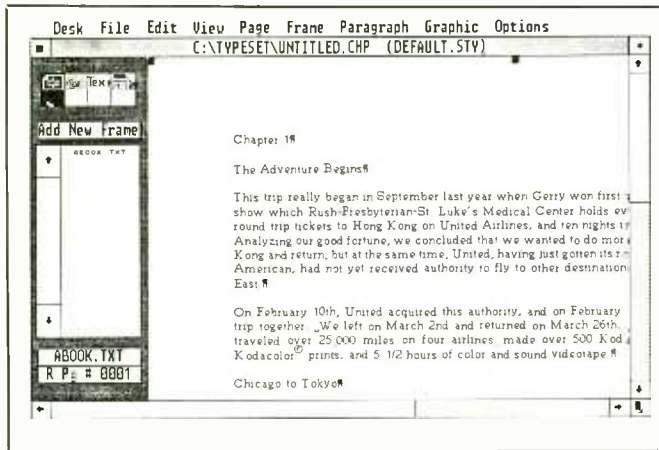 Desk File Edit View Page Frame Paragraph Graphic Options
C:\TYPESET\UNTITLED.CHP (DEFAULT.STY)
Tex
Add New Frame
ABOOK TXT
Chapter 1¶
The Adventure Begins¶
This trip really began in September last year when Gerry won first
show which Rush-Presbyterian-St. Luke's Medical Center holds ev
round trip tickets to Hong Kong on United Airlines, and ten nights
Analyzing our good fortune, we concluded that we wanted to do mor
Kong and return, but at the same time, United, having just gotten its
American, had not yet received authority to fly to other destination
East ¶
On February 10th, United acquired this authority, and on February
trip together. We left on March 2nd and returned on March 26th,
traveled over 25,000 miles on four airlines, made over 500 Kod
Kodacolor® prints, and 5 1/2 hours of color and sound videotape ¶
Chicago to Tokyo¶
ABOOK.TXT
R # 0001